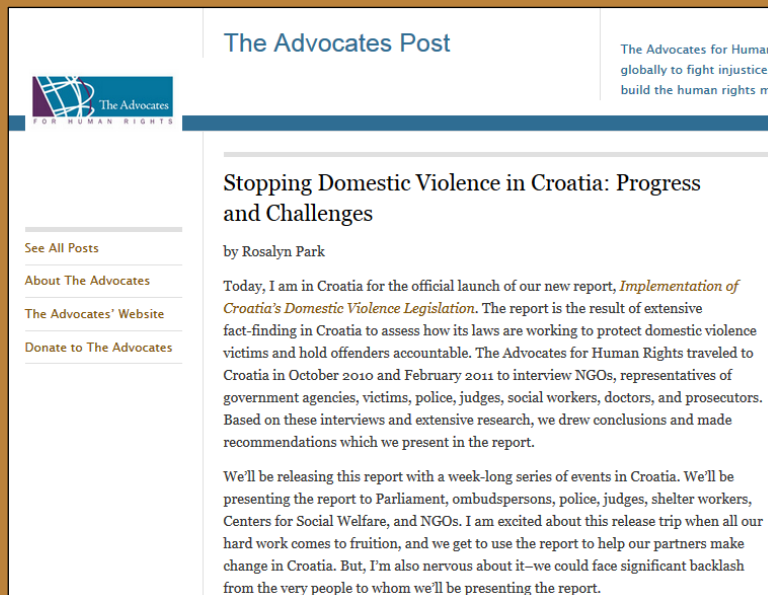 The Advocates Post
The Advocates for Human
globally to fight injustice
build the human rights
The Advocates
FOR HUMAN RIGHTS
See All Posts
About The Advocates
The Advocates' Website
Donate to The Advocates
Stopping Domestic Violence in Croatia: Progress
and Challenges
by Rosalyn Park
Today, I am in Croatia for the official launch of our new report, Implementation of
Croatia's Domestic Violence Legislation. The report is the result of extensive
fact-finding in Croatia to assess how its laws are working to protect domestic violence
victims and hold offenders accountable. The Advocates for Human Rights traveled to
Croatia in October 2010 and February 2011 to interview NGOs, representatives of
government agencies, victims, police, judges, social workers, doctors, and prosecutors.
Based on these interviews and extensive research, we drew conclusions and made
recommendations which we present in the report.
We'll be releasing this report with a week-long series of events in Croatia. We'll be
presenting the report to Parliament, ombudspersons, police, judges, shelter workers,
Centers for Social Welfare, and NGOs. I am excited about this release trip when all our
hard work comes to fruition, and we get to use the report to help our partners make
change in Croatia. But, I'm also nervous about it–we could face significant backlash
from the very people to whom we'll be presenting the report.